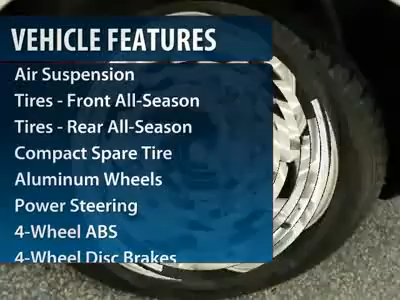 VEHICLE FEATURES
Air Suspension
Tires - Front All-Season
Tires - Rear All-Season
Compact Spare Tire
Aluminum Wheels
Power Steering
4-Wheel ABS
4-Wheel Disc Brakes